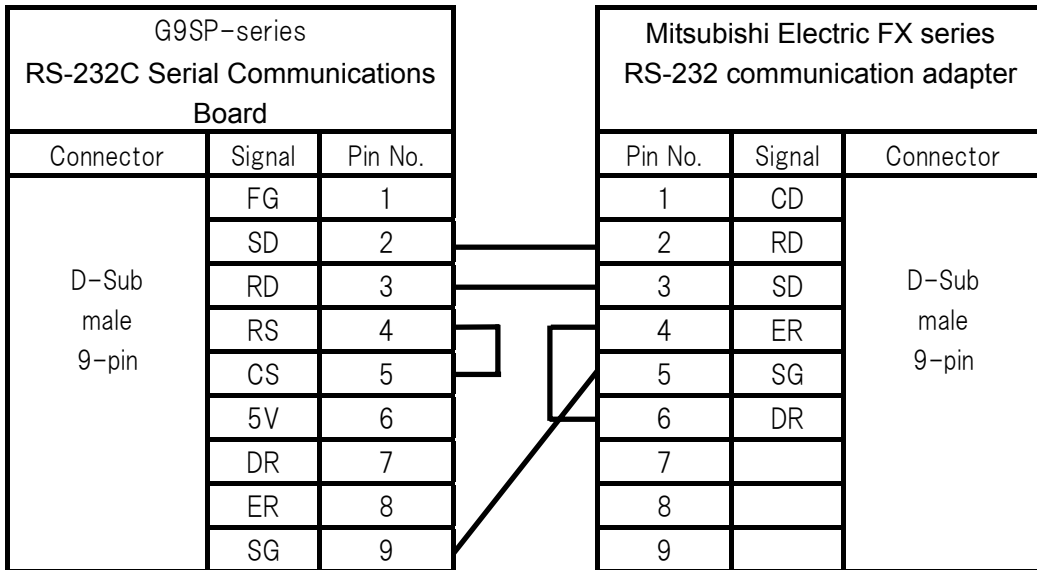 G9SP-series
RS-232C Serial Communications
Board
Connector Signal Pin No.
D-Sub
male
9-pin
FG 1
SD 2
RD 3
RS 4
CS 5
5V 6
DR 7
ER 8
SG 9
Mitsubishi Electric FX series
RS-232 communication adapter
Pin No. Signal Connector
1 CD
2 RD
3 SD
4 ER
5 SG
6 DR
7
8
9
D-Sub
male
9-pin